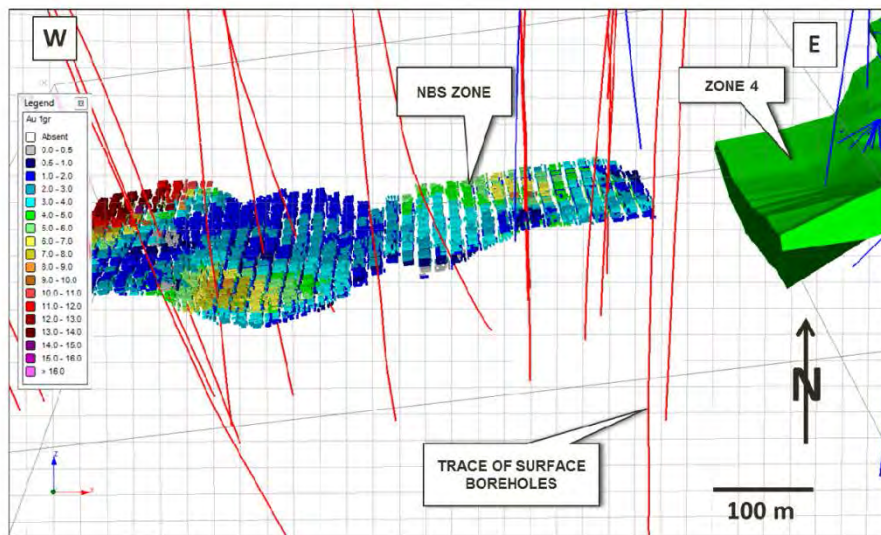 W
E
NBS ZONE
ZONE 4
Legend
Au 1gr
Absent
0.0 - 0.5
0.6 - 1.0
1.0 - 2.0
2.0 - 3.0
3.0 - 4.0
4.0 - 5.0
5.0 - 6.0
6.0 - 7.0
7.0 - 8.0
8.0 - 9.0
9.0 - 10.0
10.0 - 11.0
11.0 - 12.0
12.0 - 13.0
13.0 - 14.0
14.0 - 15.0
15.0 - 16.0
> 16.0
N
TRACE OF SURFACE
BOREHOLES
Z
X
100 m